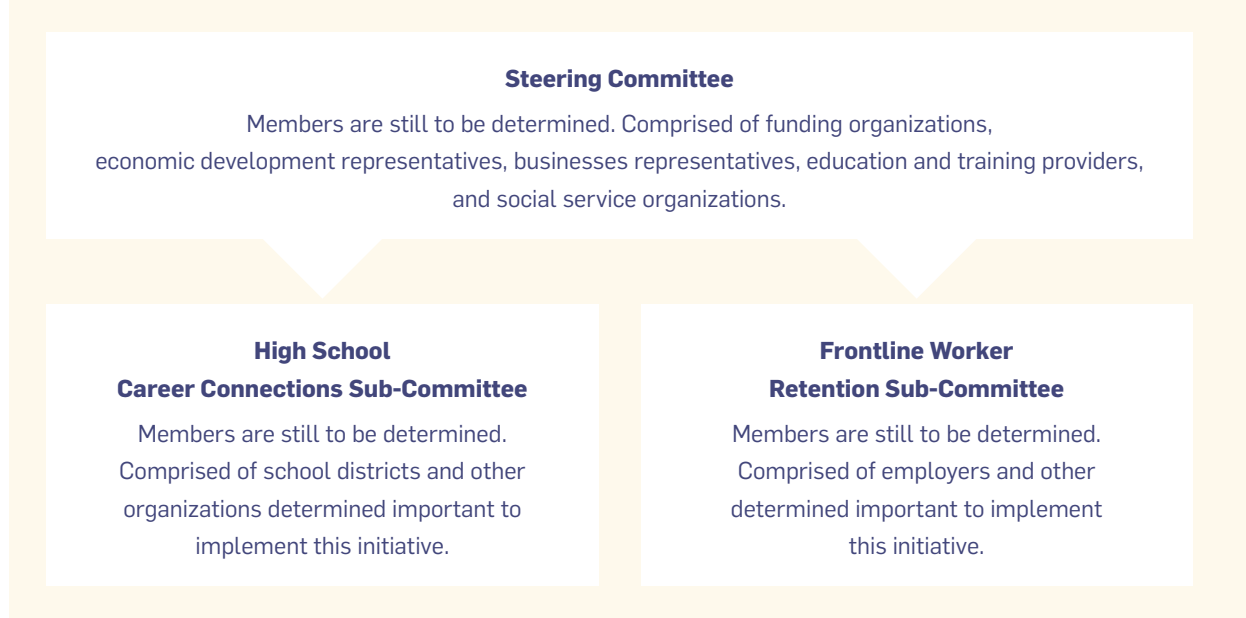 Steering Committee
Members are still to be determined. Comprised of funding organizations,
economic development representatives, businesses representatives, education and training providers,
and social service organizations.
High School
Career Connections Sub-Committee
Members are still to be determined.
Comprised of school districts and other
organizations determined important to
implement this initiative.
Frontline Worker
Retention Sub-Committee
Members are still to be determined.
Comprised of employers and other
determined important to implement
this initiative.